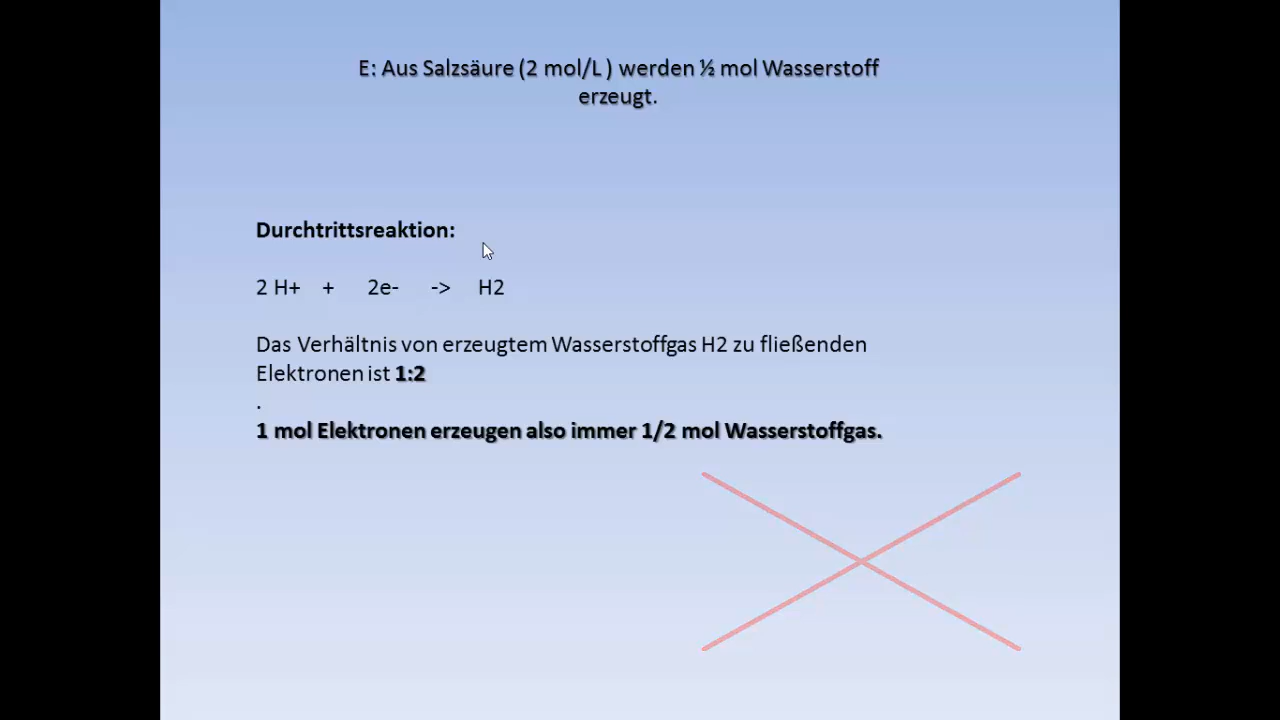 E: Aus Salzsäure (2 mol/L ) werden ½ mol Wasserstoff
erzeugt.
Durchtrittsreaktion:
2 H+ + 2e- -> H2
Das Verhältnis von erzeugtem Wasserstoffgas H2 zu fließenden
Elektronen ist 1:2
.
1 mol Elektronen erzeugen also immer 1/2 mol Wasserstoffgas.